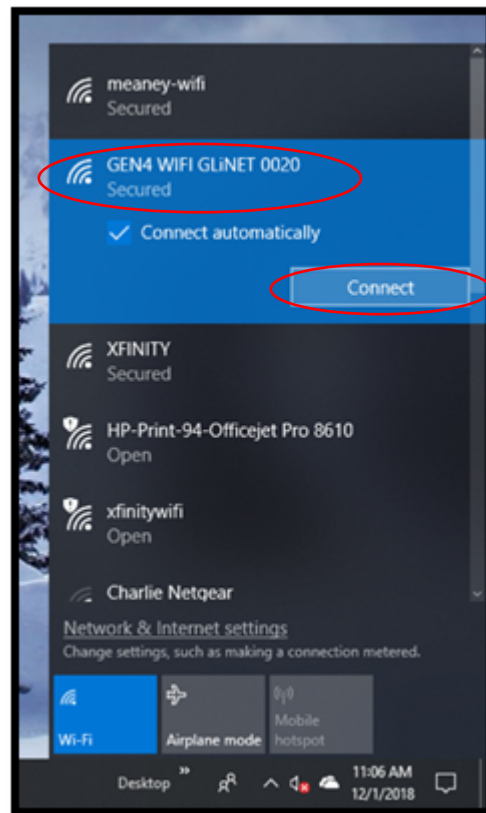 meaney-wifi
Secured
GEN4 WIFI GLiNET 0020
Secured
Connect automatically
Connect
XFINITY
Secured
HP-Print-94-Officejet Pro 8610
Open
xfinitywifi
Open
Charlie Netgear
Network & Internet settings
Change settings, such as making a connection metered.
Wi-Fi
Airplane mode
Mobile
hotspot
Desktop
11:06 AM
12/1/2018